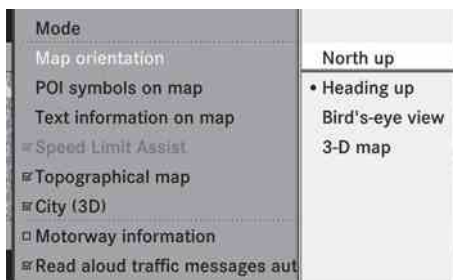 Mode
Map orientation
POI symbols on map
Text information on map
Speed Limit Assist
Topographical map
City (3D)
Motorway information
Read aloud traffic messages aut
North up
• Heading up
Bird's-eye view
3-D map